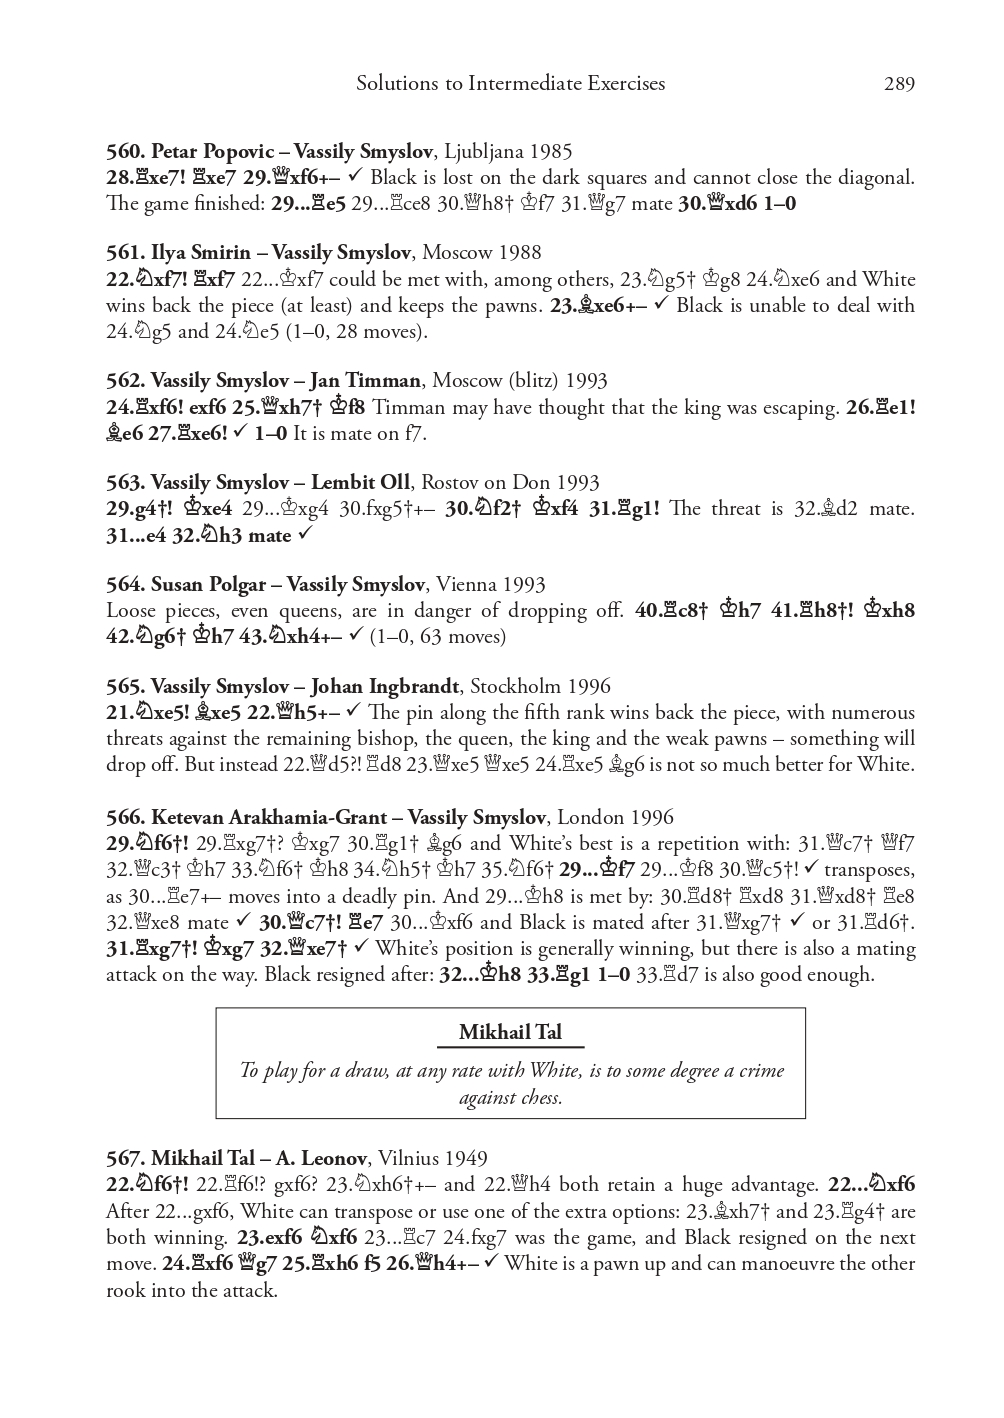 Solutions to Intermediate Exercises 289
560. Petar Popovic – Vassily Smyslov, Ljubljana 1985
28.♖xe7! ♖xe7 29.♕xf6+– ✓ Black is lost on the dark squares and cannot close the diagonal.
The game finished: 29...♖e5 29...♖ce8 30.♕h8† ♔f7 31.♕g7 mate 30.♕xd6 1–0
561. Ilya Smirin – Vassily Smyslov, Moscow 1988
22.♘xf7! ♖xf7 22...♔xf7 could be met with, among others, 23.♘g5† ♔g8 24.♘xe6 and White
wins back the piece (at least) and keeps the pawns. 23.♗xe6+– ✓ Black is unable to deal with
24.♘g5 and 24.♘e5 (1–0, 28 moves).
562. Vassily Smyslov – Jan Timman, Moscow (blitz) 1993
24.♖xf6! exf6 25.♕xh7† ♔f8 Timman may have thought that the king was escaping. 26.♖e1!
♗e6 27.♖xe6! ✓ 1–0 It is mate on f7.
563. Vassily Smyslov – Lembit Oll, Rostov on Don 1993
29.g4†! ♔xe4 29...♔xg4 30.fxg5†+– 30.♘f2† ♔xf4 31.♖g1! The threat is 32.♗d2 mate.
31...e4 32.♘h3 mate ✓
564. Susan Polgar – Vassily Smyslov, Vienna 1993
Loose pieces, even queens, are in danger of dropping off. 40.♖c8† ♔h7 41.♖h8†! ♔xh8
42.♘g6† ♔h7 43.♘xh4+– ✓ (1–0, 63 moves)
565. Vassily Smyslov – Johan Ingbrandt, Stockholm 1996
21.♘xe5! ♗xe5 22.♕h5+– ✓ The pin along the fifth rank wins back the piece, with numerous
threats against the remaining bishop, the queen, the king and the weak pawns – something will
drop off. But instead 22.♕d5?! ♖d8 23.♕xe5 ♕xe5 24.♖xe5 ♗g6 is not so much better for White.
566. Ketevan Arakhamia-Grant – Vassily Smyslov, London 1996
29.♘f6†! 29.♖xg7†? ♔xg7 30.♖g1† ♗g6 and White's best is a repetition with: 31.♕c7† ♕f7
32.♕c3† ♔h7 33.♘f6† ♔h8 34.♘h5† ♔h7 35.♘f6† 29...♔f7 29...♔f8 30.♕c5†! ✓ transposes,
as 30...♖e7+– moves into a deadly pin. And 29...♔h8 is met by: 30.♖d8† ♖xd8 31.♕xd8† ♖e8
32.♕xe8 mate ✓ 30.♕c7†! ♖e7 30...♔xf6 and Black is mated after 31.♕xg7† ✓ or 31.♖d6†.
31.♖xg7†! ♔xg7 32.♕xe7† ✓ White's position is generally winning, but there is also a mating
attack on the way. Black resigned after: 32...♔h8 33.♖g1 1–0 33.♖d7 is also good enough.
Mikhail Tal
To play for a draw, at any rate with White, is to some degree a crime
against chess.
567. Mikhail Tal – A. Leonov, Vilnius 1949
22.♘f6†! 22.♖f6!? gxf6? 23.♘xh6†+– and 22.♕h4 both retain a huge advantage. 22...♘xf6
After 22...gxf6, White can transpose or use one of the extra options: 23.♗xh7† and 23.♖g4† are
both winning. 23.exf6 ♘xf6 23...♖c7 24.fxg7 was the game, and Black resigned on the next
move. 24.♖xf6 ♕g7 25.♖xh6 f5 26.♕h4+– ✓ White is a pawn up and can manoeuvre the other
rook into the attack.